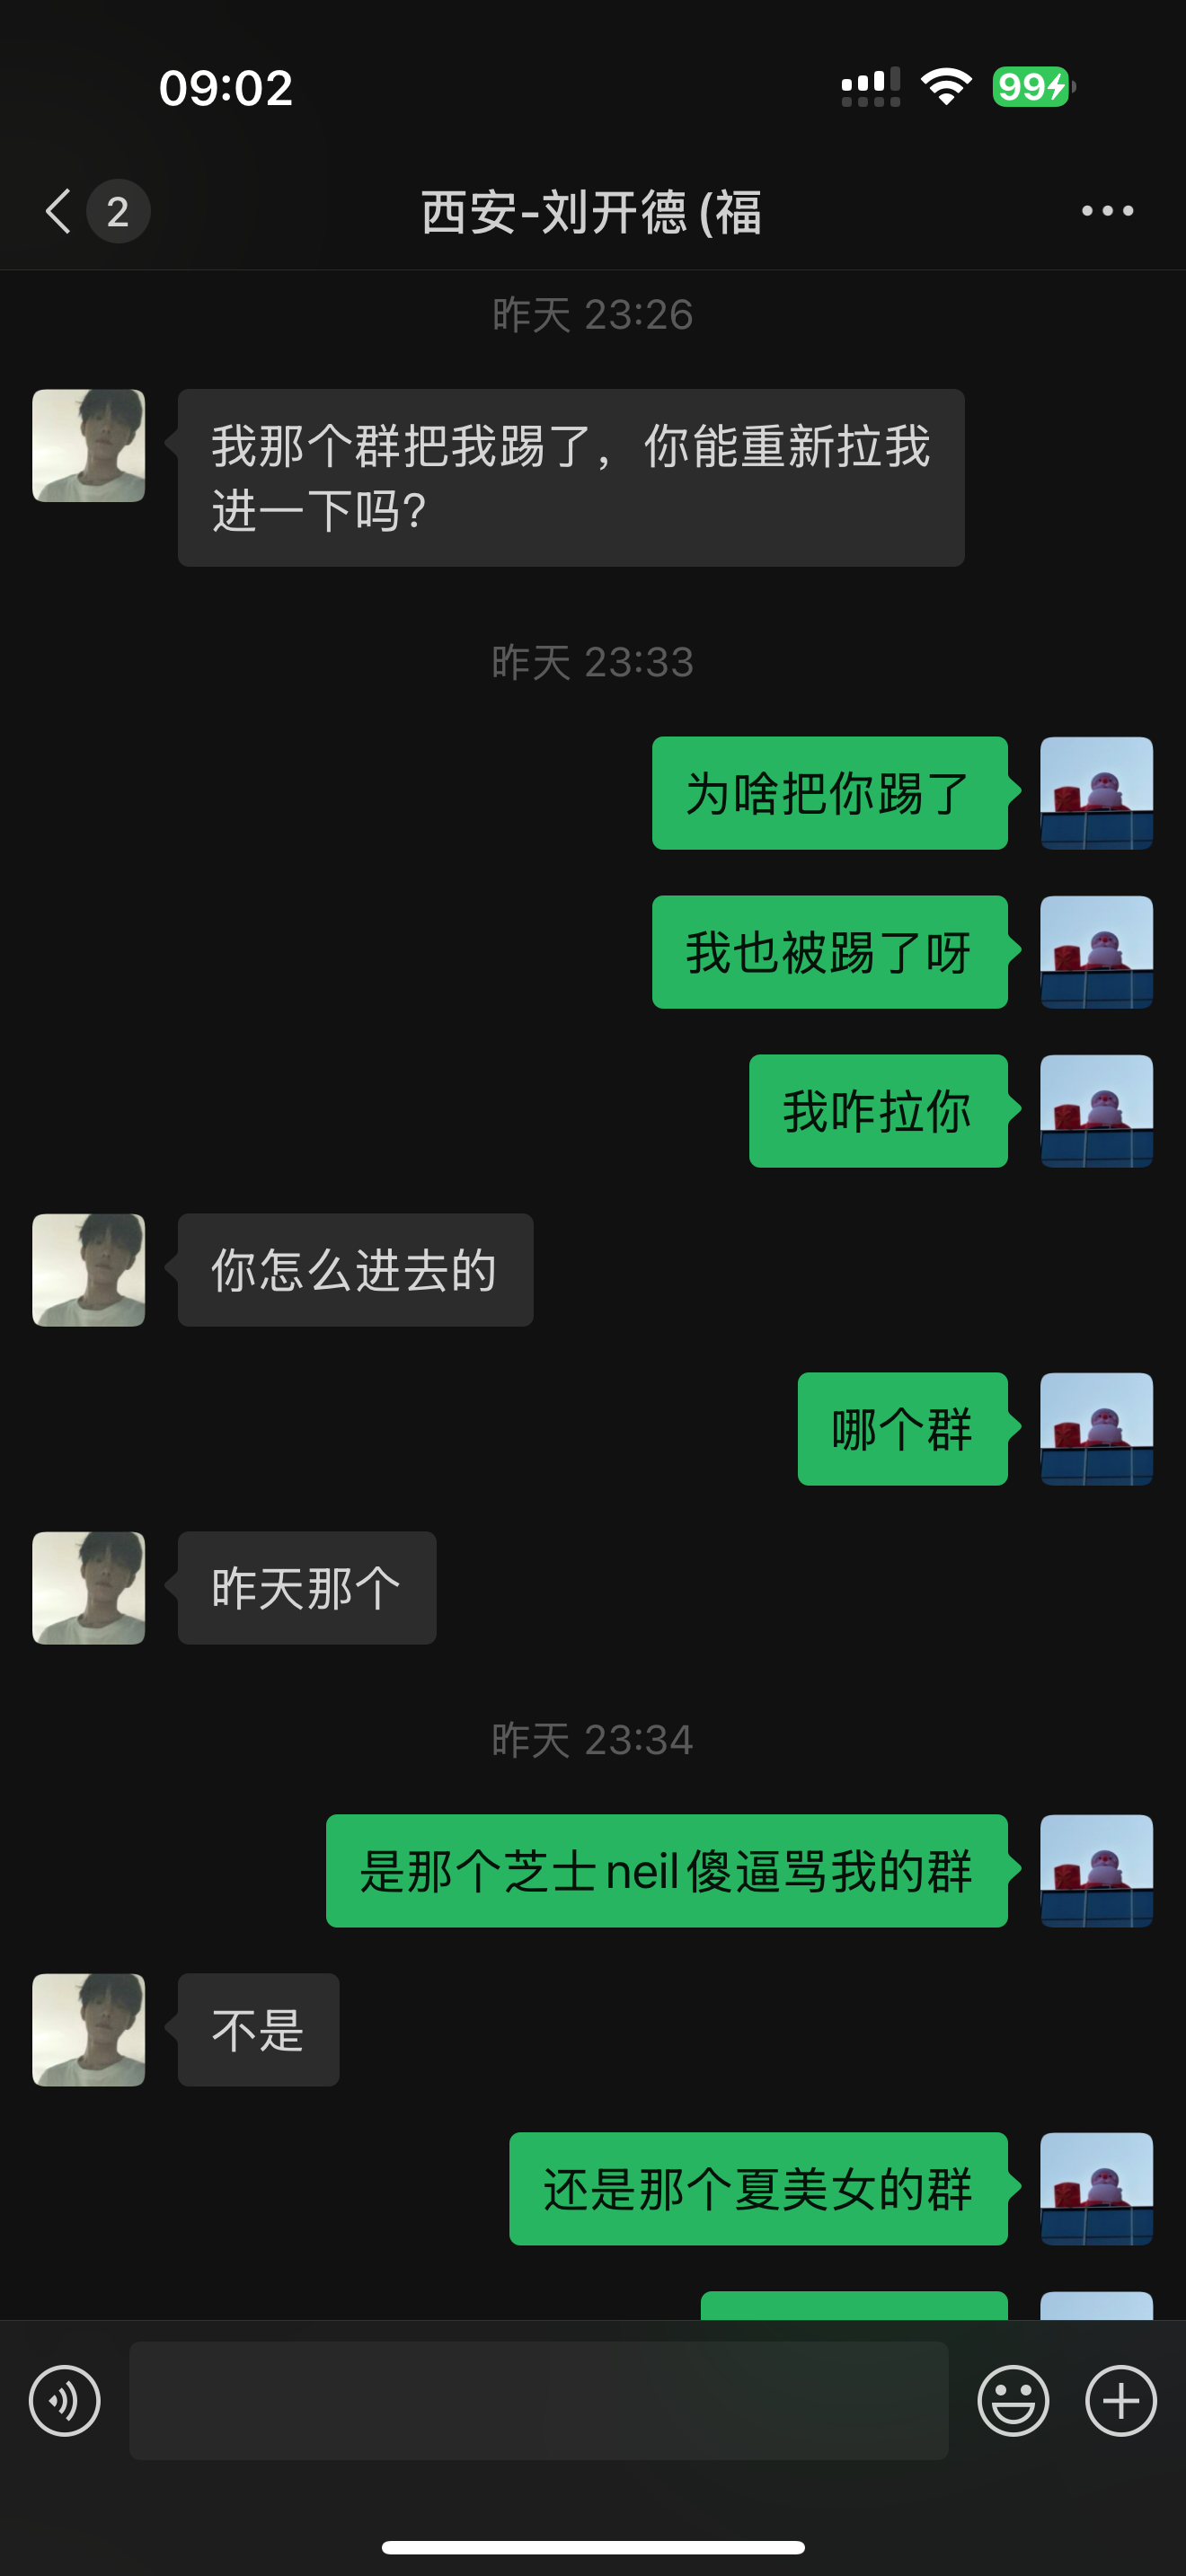 09:02
99
2
西安-刘开德(福
昨天 23:26
我那个群把我踢了，你能重新拉我
进一下吗?
昨天 23:33
为啥把你踢了
我也被踢了呀
我咋拉你
你怎么进去的
哪个群
昨天那个
昨天 23:34
是那个芝士neil傻逼骂我的群
不是
还是那个夏美女的群